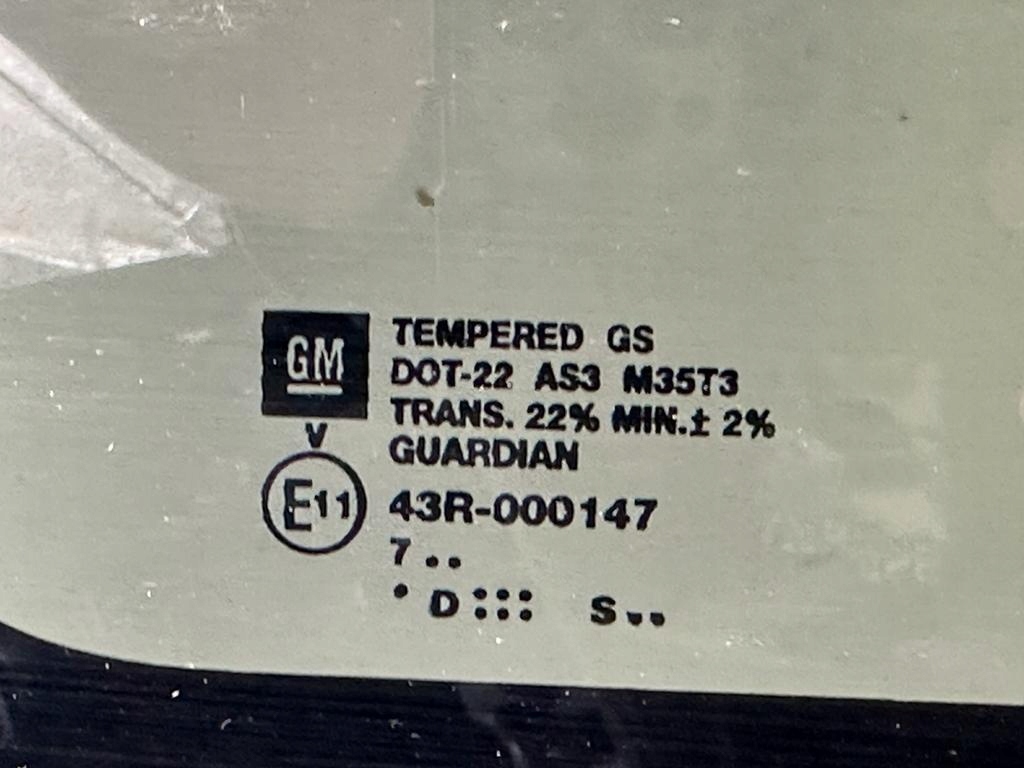 GM
TEMPERED GS
DOT-22 AS3 M35T3
TRANS. 22% MIN.± 2%
V
GUARDIAN
E11
43R-000147
7 ..
• D ::: S ..